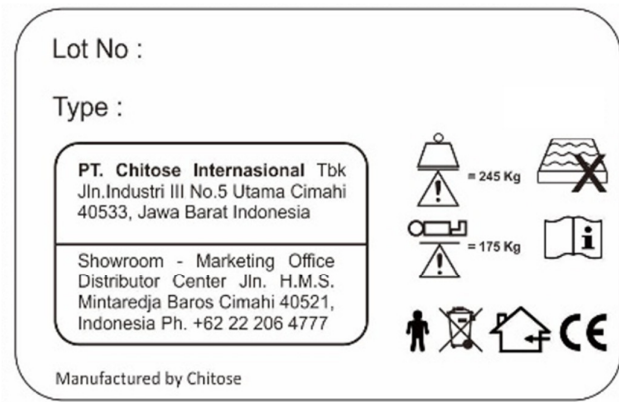 Lot No :
Type :
PT. Chitose Internasional Tbk
Jln.Industri III No.5 Utama Cimahi
40533, Jawa Barat Indonesia
Showroom - Marketing Office
Distributor Center Jln. H.M.S.
Mintaredja Baros Cimahi 40521,
Indonesia Ph. +62 22 206 4777
Manufactured by Chitose
= 245 Kg
= 175 Kg
CE